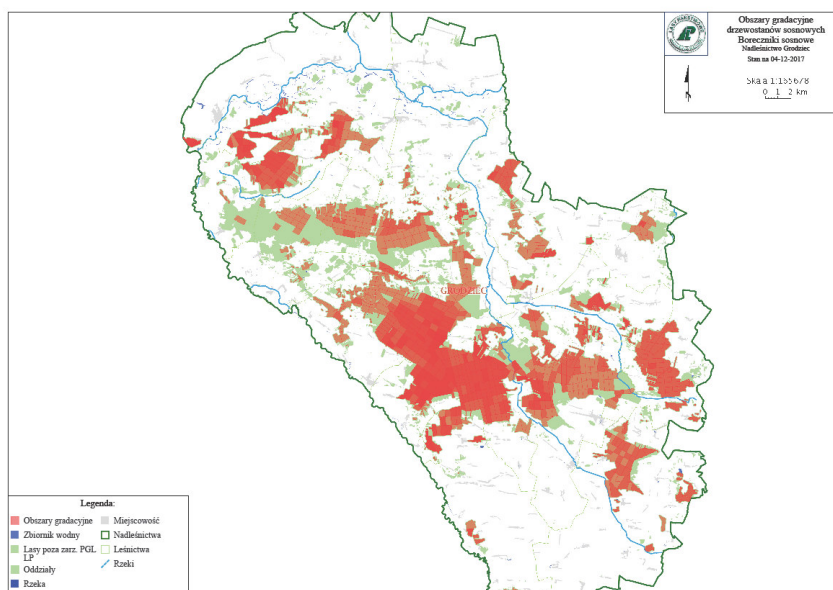 Obszary gradacyjne
drzewostanów sosnowych
Boreczniki sosnowe
Nadleśnictwo Grodziec
Stan na 04-12-2017
Skala 1:165678
0 1 2 km
GRODZIEC
Legenda:
Obszary gradacyjne
Zbiornik wodny
Lasy poza zarz. PGL
LP
Oddziały
Rzeka
Miejscowość
Nadleśnictwa
Leśnictwa
Rzeki